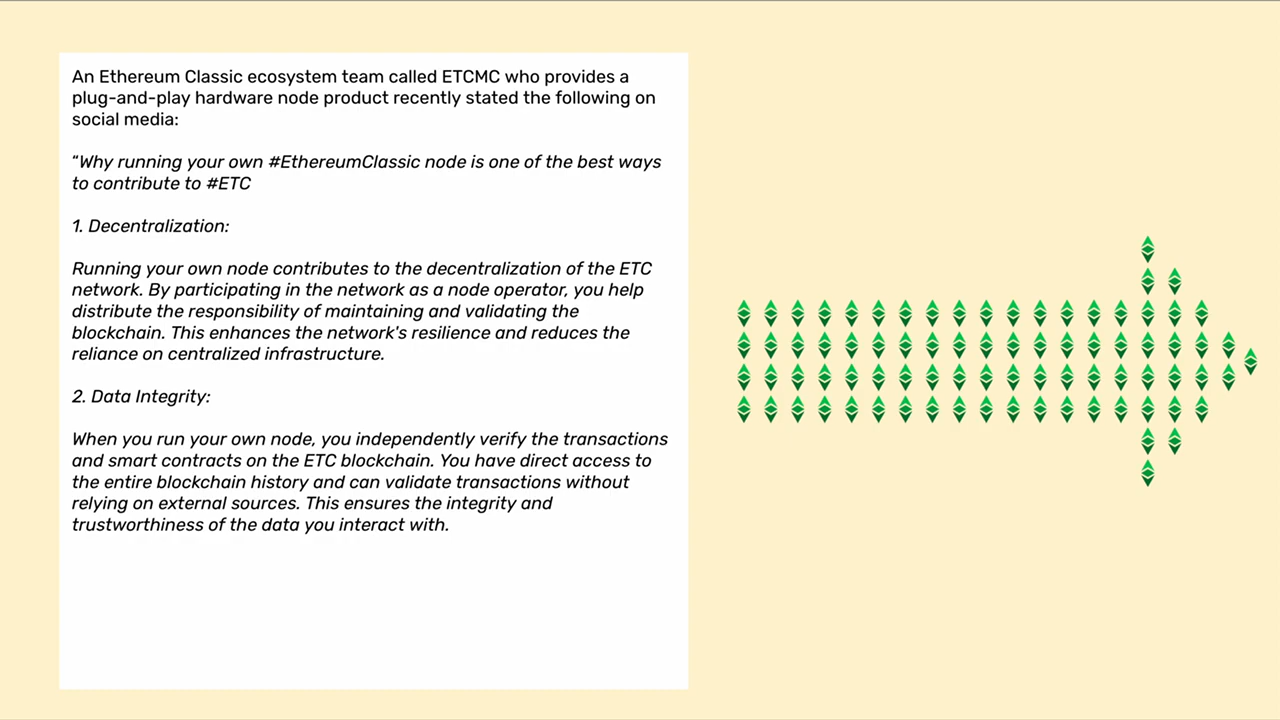 An Ethereum Classic ecosystem team called ETCMC who provides a
plug-and-play hardware node product recently stated the following on
social media:
“Why running your own #EthereumClassic node is one of the best ways
to contribute to #ETC
1. Decentralization:
Running your own node contributes to the decentralization of the ETC
network. By participating in the network as a node operator, you help
distribute the responsibility of maintaining and validating the
blockchain. This enhances the network's resilience and reduces the
reliance on centralized infrastructure.
2. Data Integrity:
When you run your own node, you independently verify the transactions
and smart contracts on the ETC blockchain. You have direct access to
the entire blockchain history and can validate transactions without
relying on external sources. This ensures the integrity and
trustworthiness of the data you interact with.